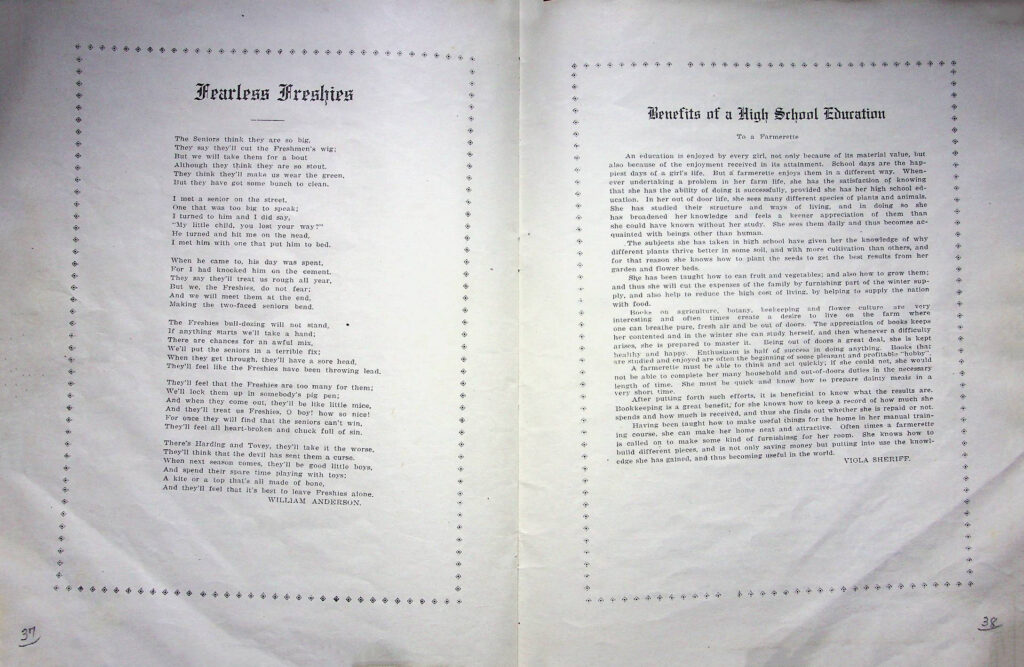 Fearless Freshies
The Seniors think they are so big,
They say they'll cut the Freshmen's wig;
But we will take them for a bout
Although they think they are so stout.
They think they'll make us wear the green,
But they have got some bunch to clean.
I met a senior on the street,
One that was too big to speak;
I turned to him and I did say,
"My little child, you lost your way?"
He turned and hit me on the head,
I met him with one that put him to bed.
When he came to, his day was spent,
For I had knocked him on the cement.
They say they'll treat us rough all year,
But we, the Freshies, do not fear;
And we will meet them at the end,
Making the two-faced seniors bend.
The Freshies bull-dozing will not stand,
If anything starts we'll take a hand;
There are chances for an awful mix,
We'll put the seniors in a terrible fix;
When they get through, they'll have a sore head,
They'll feel like the Freshies have been throwing lead.
They'll feel that the Freshies are too many for them;
We'll lock them up in somebody's pig pen;
And when they come out, they'll be like little mice,
And they'll treat us Freshies, O boy! how so nice!
For once they will find that the seniors can't win,
They'll feel all heart-broken and chuck full of sin.
There's Harding and Tovey, they'll take it the worse,
They'll think that the devil has sent them a curse.
When next season comes, they'll be good little boys,
And spend their spare time playing with toys;
A kite or a top that's all made of bone,
And they'll feel that it's best to leave Freshies alone.
WILLIAM ANDERSON.
37
Benefits of a High School Education
To a Farmerette
An education is enjoyed by every girl, not only because of its material value, but
also because of the enjoyment received in its attainment. School days are the hap-
piest days of a girl's life. But a farmerette enjoys them in a different way. When-
ever undertaking a problem in her farm life, she has the satisfaction of knowing
that she has the ability of doing it successfully, provided she has her high school ed-
ucation. In her out of door life, she sees many different species of plants and animals.
She has studied their structure and ways of living, and in doing so she
has broadened her knowledge and feels a keener appreciation of them than
she could have known without her study. She sees them daily and thus becomes ac-
quainted with beings other than human.
The subjects she has taken in high school have given her the knowledge of why
different plants thrive better in some soil, and with more cultivation than others, and
for that reason she knows how to plant the seeds to get the best results from her
garden and flower beds.
She has been taught how to can fruit and vegetables; and also how to grow them;
and thus she will cut the expenses of the family by furnishing part of the winter sup-
ply, and also help to reduce the high cost of living, by helping to supply the nation
with food.
Books on agriculture, botany, beekeeping and flower culture are very
interesting and often times create a desire to live on the farm where
one can breathe pure, fresh air and be out of doors. The appreciation of books keeps
her contented and in the winter she can study herself, and then whenever a difficulty
arises, she is prepared to master it. Being out of doors a great deal, she is kept
healthy and happy. Enthusiasm is half of success in doing anything. Books that
are studied and enjoyed are often the beginning of some pleasant and profitable "hobby".
A farmerette must be able to think and act quickly; if she could not, she would
not be able to complete her many household and out-of-doors duties in the necessary
length of time. She must be quick and know how to prepare dainty meals in a
very short time.
After putting forth such efforts, it is beneficial to know what the results are.
Bookkeeping is a great benefit, for she knows how to keep a record of how much she
spends and how much is received, and thus she finds out whether she is repaid or not.
Having been taught how to make useful things for the home in her manual train-
ing course, she can make her home neat and attractive. Often times a farmerette
is called on to make some kind of furnishings for her room. She knows how to
build different pieces, and is not only saving money but putting into use the knowl-
edge she has gained, and thus becoming useful in the world.
VIOLA SHERIFF.
38